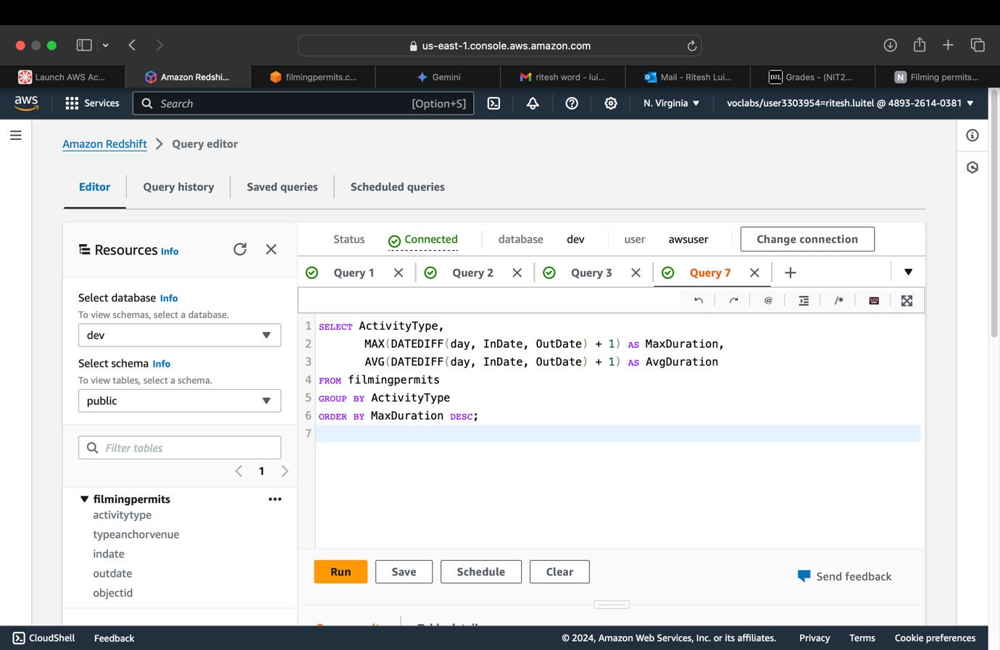 us-east-1.console.aws.amazon.com
Launch AWS Ac...
Amazon Redshi...
filmingpermits.c...
Gemini
ritesh word - lui...
Mail - Ritesh Lui...
D2L
Grades - (NIT2...
N
Filming permits...
aws
Services
Search
[Option+S]
N. Virginia
voclabs/user3303954=ritesh.luitel @ 4893-2614-0381
Amazon Redshift
Query editor
Editor
Query history
Saved queries
Scheduled queries
Resources Info
Status
Connected
database
dev
user
awsuser
Change connection
Query 1
Query 2
Query 3
Query 7
Select database Info
To view schemas, select a database.
dev
Select schema Info
To view tables, select a schema.
public
Filter tables
1
filmingpermits
activitytype
typeanchorvenue
indate
outdate
objectid
@
/*
1 SELECT ActivityType,
2 MAX(DATEDIFF(day, InDate, OutDate) + 1) AS MaxDuration,
3 AVG(DATEDIFF(day, InDate, OutDate) + 1) AS AvgDuration
4 FROM filmingpermits
5 GROUP BY ActivityType
6 ORDER BY MaxDuration DESC;
7
Run
Save
Schedule
Clear
Send feedback
CloudShell
Feedback
© 2024, Amazon Web Services, Inc. or its affiliates.
Privacy
Terms
Cookie preferences